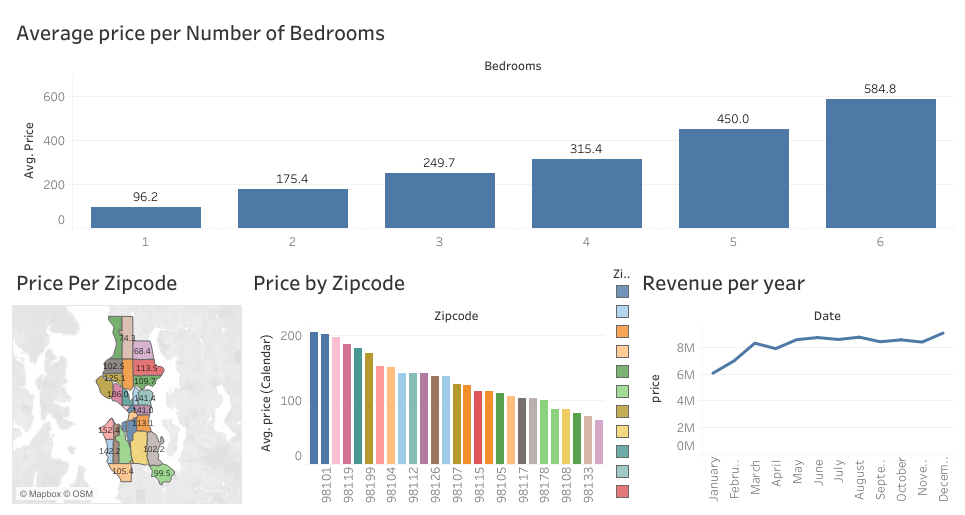 Average price per Number of Bedrooms
Bedrooms
Avg. Price
600
400
200
0
96.2
175.4
249.7
315.4
450.0
584.8
1
2
3
4
5
6
Price Per Zipcode
74.3
68.4
102.5
113.5
125.1
109.7
186.0
141.4
141.0
152.4
113.1
142.2
102.2
105.4
99.5
© Mapbox © OSM
Price by Zipcode
Zipcode
Avg. price (Calendar)
200
100
0
98101
98119
98199
98104
98112
98126
98107
98115
98105
98117
98178
98108
98133
Zi..
Revenue per year
Date
price
8M
6M
4M
2M
0M
January
Febru..
March
April
May
June
July
August
Septe..
October
Nove..
Decem..